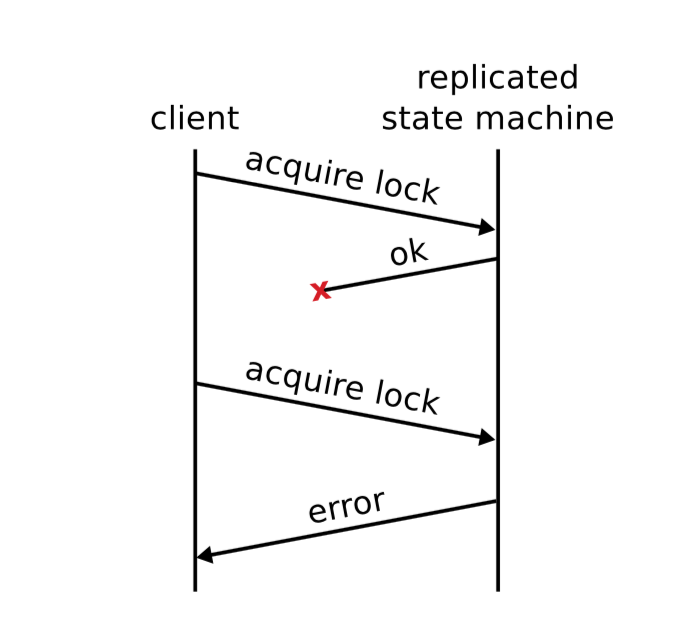 client
replicated
state machine
acquire lock
ok
x
acquire lock
error